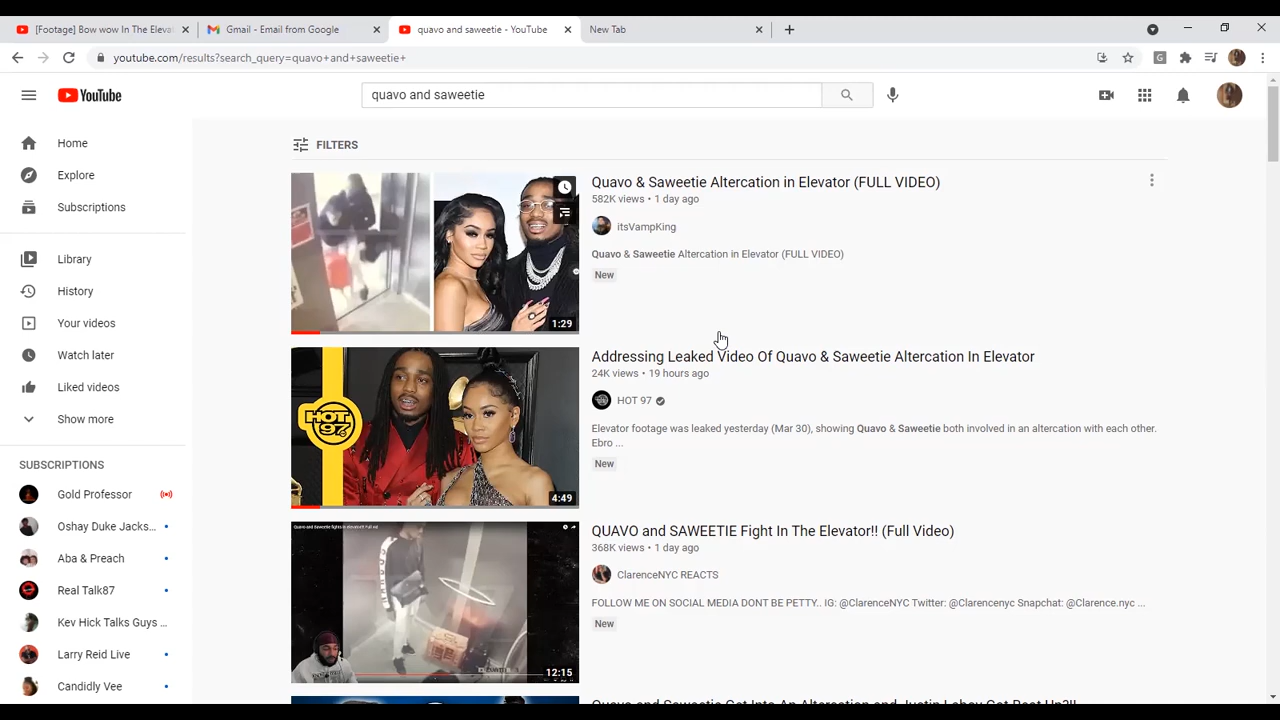 [Footage] Bow wow In The Eleva
Gmail - Email from Google
quavo and saweetie - YouTube
New Tab
youtube.com/results?search_query=quavo+and+saweetie+
YouTube
quavo and saweetie
Home
Explore
Subscriptions
Library
History
Your videos
Watch later
Liked videos
Show more
SUBSCRIPTIONS
Gold Professor
Oshay Duke Jacks...
Aba & Preach
Real Talk87
Kev Hick Talks Guys ...
Larry Reid Live
Candidly Vee
FILTERS
1:29
Quavo & Saweetie Altercation in Elevator (FULL VIDEO)
582K views • 1 day ago
itsVampKing
Quavo & Saweetie Altercation in Elevator (FULL VIDEO)
New
HOT
97
4:49
Addressing Leaked Video Of Quavo & Saweetie Altercation In Elevator
24K views • 19 hours ago
HOT 97
Elevator footage was leaked yesterday (Mar 30), showing Quavo & Saweetie both involved in an altercation with each other.
Ebro ...
New
12:15
QUAVO and SAWEETIE Fight In The Elevator!! (Full Video)
368K views • 1 day ago
ClarenceNYC REACTS
FOLLOW ME ON SOCIAL MEDIA DONT BE PETTY.. IG: @ClarenceNYC Twitter: @Clarencenyc Snapchat: @Clarence.nyc ...
New